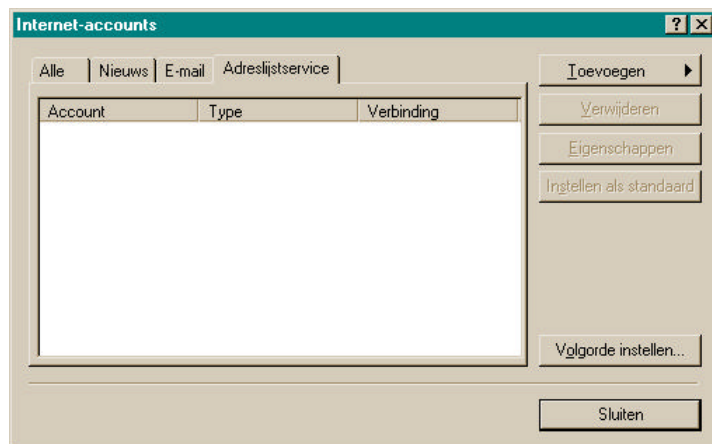 Internet-accounts
Alle Nieuws E-mail Adreslijstservice
Account Type Verbinding
Toevoegen
Verwijderen
Eigenschappen
Instellen als standaard
Volgorde instellen...
Sluiten